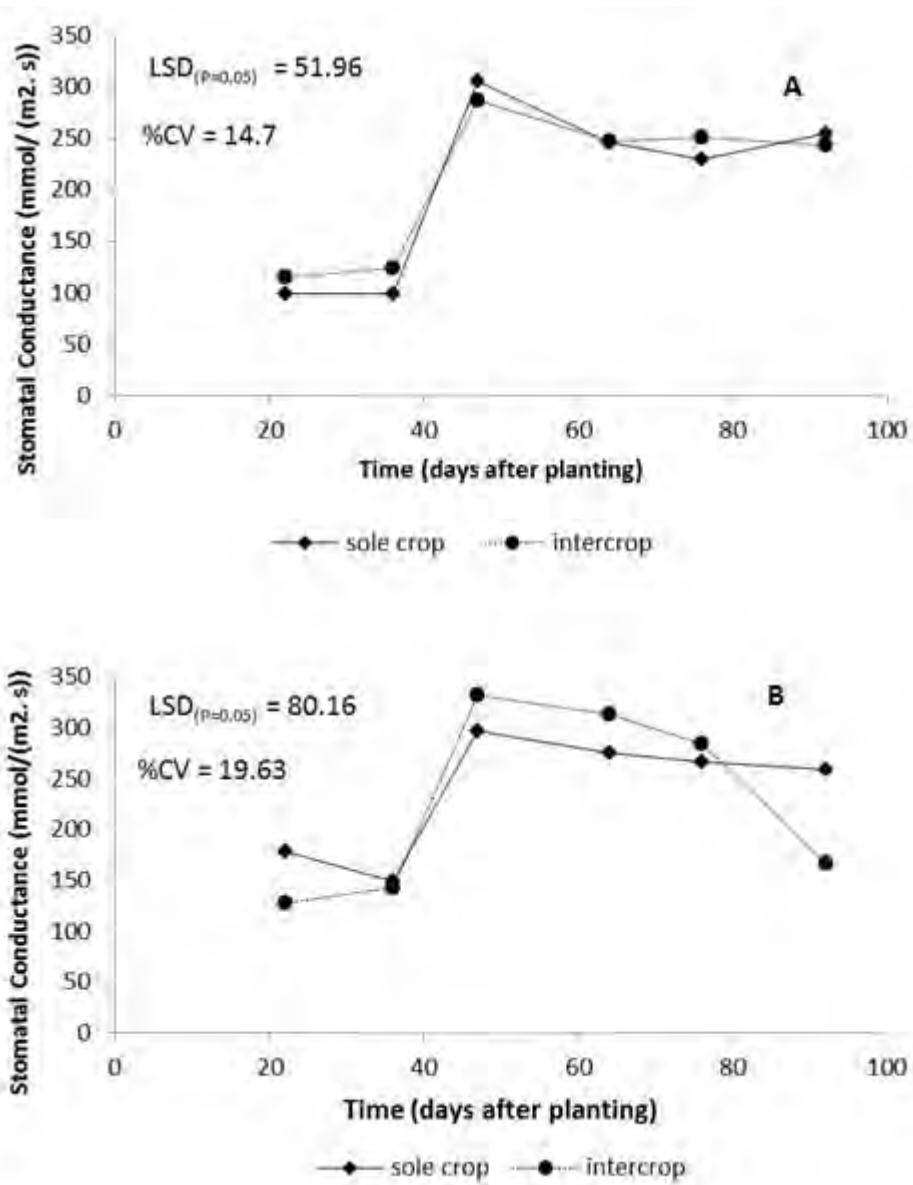 350
300
250
200
150
100
50
0
LSD(P=0.05) = 51.96
%CV = 14.7
A
Stomatal Conductance (mmol/ (m2. s))
0 20 40 60 80 100
Time (days after planting)
sole crop intercrop
350
300
250
200
150
100
50
0
LSD(P=0.05) = 80.16
%CV = 19.63
B
Stomatal Conductance (mmol/(m2. s))
0 20 40 60 80 100
Time (days after planting)
sole crop intercrop